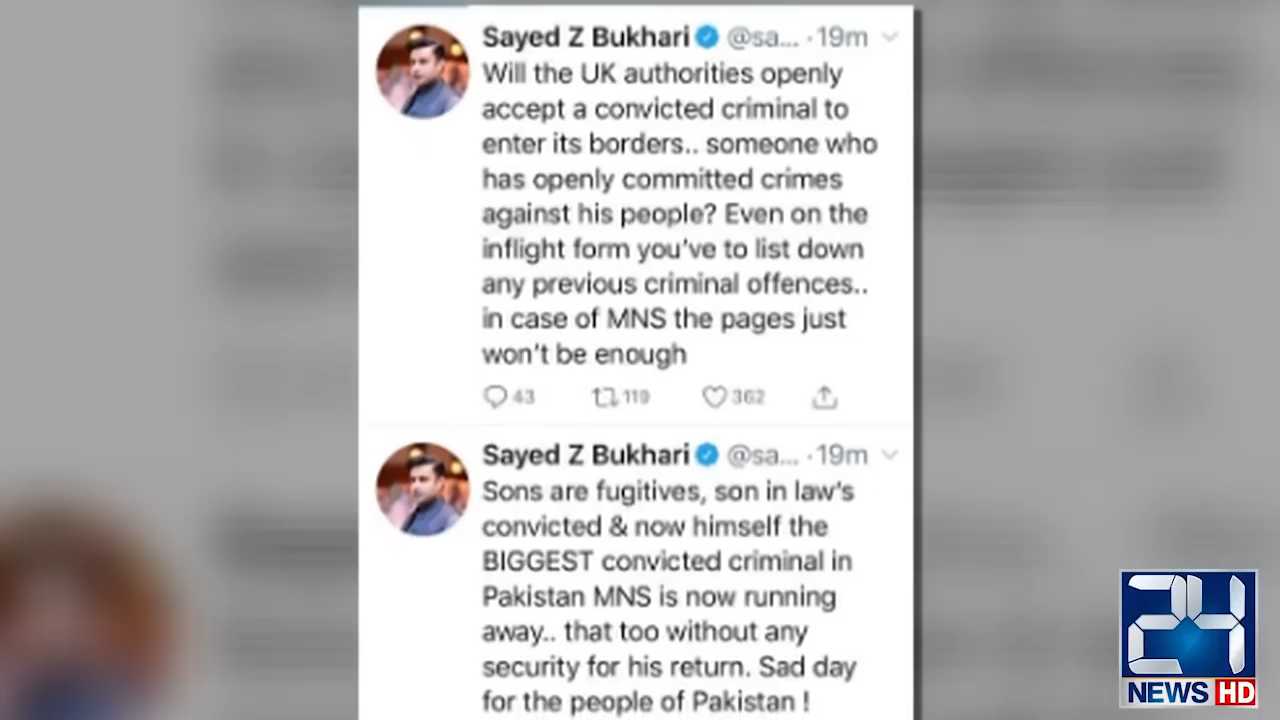 Sayed Z Bukhari @sa... · 19m
Will the UK authorities openly
accept a convicted criminal to
enter its borders.. someone who
has openly committed crimes
against his people? Even on the
inflight form you've to list down
any previous criminal offences..
in case of MNS the pages just
won't be enough
43 119 362
Sayed Z Bukhari @sa... · 19m
Sons are fugitives, son in law's
convicted & now himself the
BIGGEST convicted criminal in
Pakistan MNS is now running
away.. that too without any
security for his return. Sad day
for the people of Pakistan !
24
NEWS HD